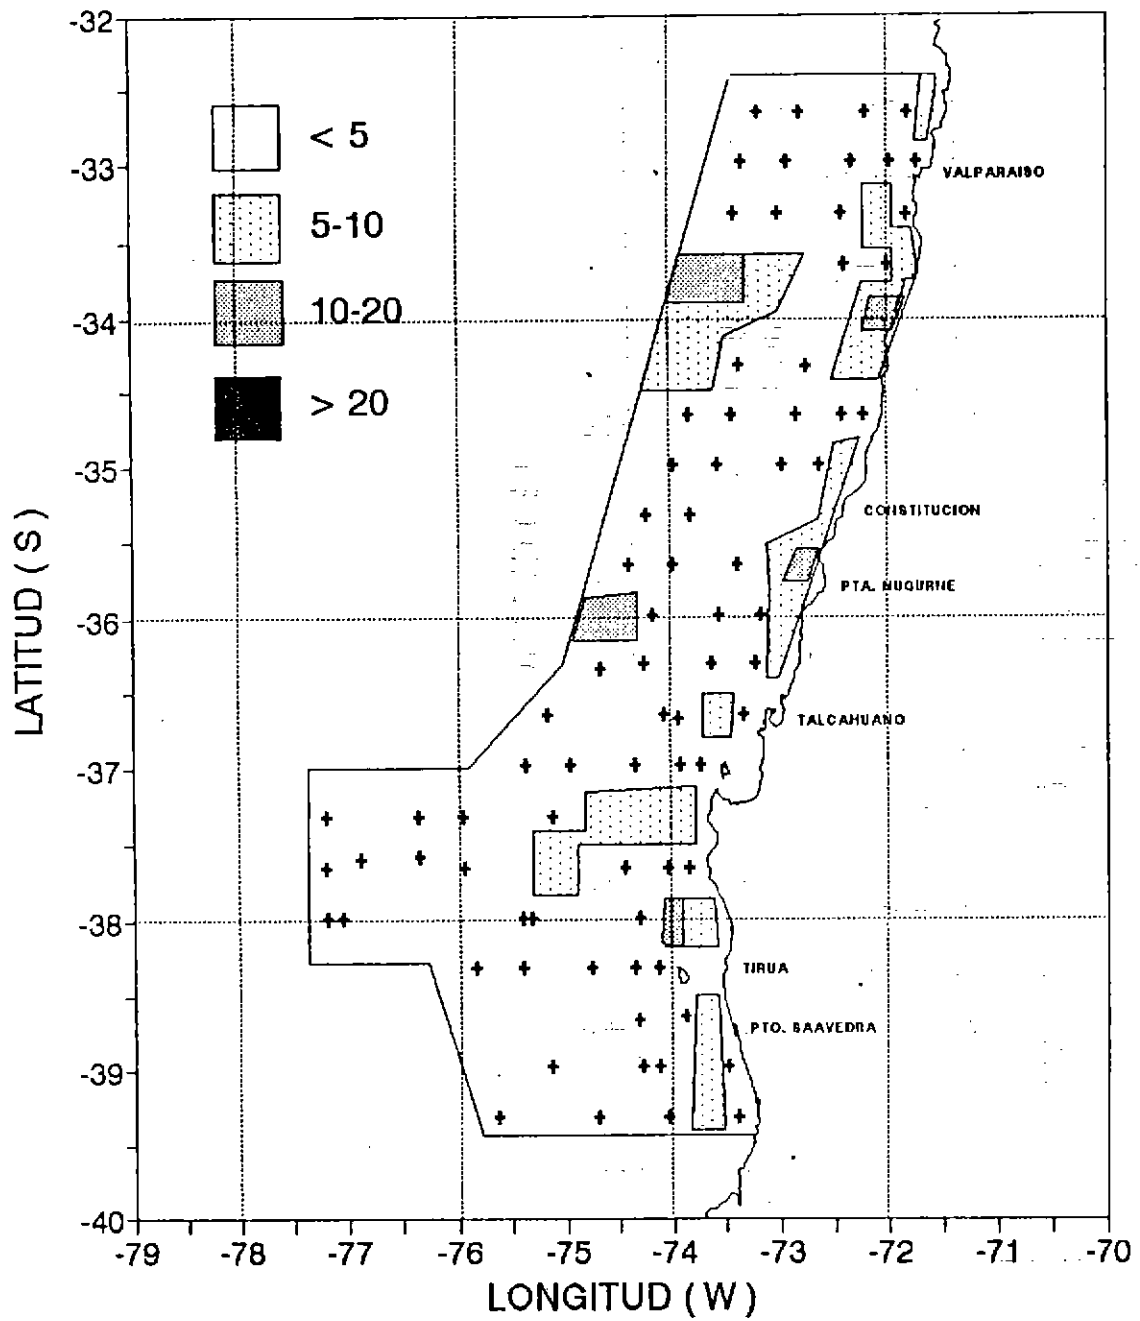 -32
< 5
-33
VALPARAISO
5-10
10-20
-34
> 20
-35
CONSTITUCION
PTA. NUGURNE
-36
TALCAHUANO
-37
-38
TIRUA
PTO. SAAVEDRA
-39
-40
-79 -78 -77 -76 -75 -74 -73 -72 -71 -70
LONGITUD (W)
LATITUD (S)